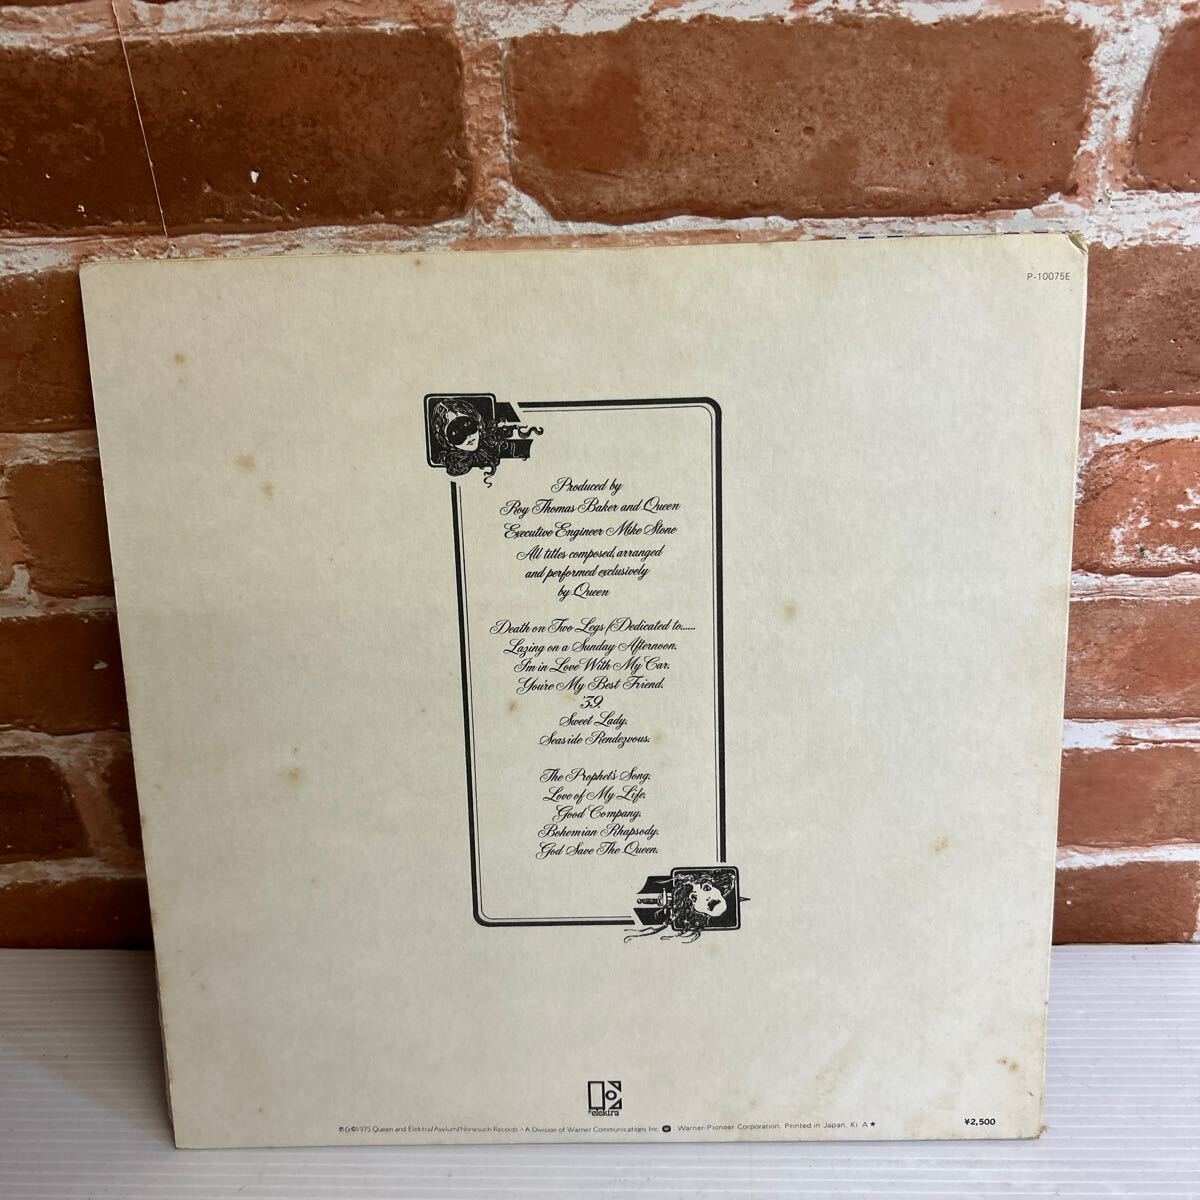 P-10075E
Produced by
Roy Thomas Baker and Queen
Executive Engineer Mike Stone
All titles composed, arranged
and performed exclusively
by Queen
Death on Two Legs (Dedicated to......
Lazing on a Sunday Afternoon.
I'm in Love With My Car.
You're My Best Friend.
'39.
Sweet Lady.
Seaside Rendezvous.
The Prophet's Song.
Love of My Life.
Good Company.
Bohemian Rhapsody.
God Save The Queen.
elektra
℗&©1975 Queen and Elektra/Asylum/Nonesuch Records • A Division of Warner Communications Inc. Warner-Pioneer Corporation, Printed in Japan, Ki A★
¥2,500